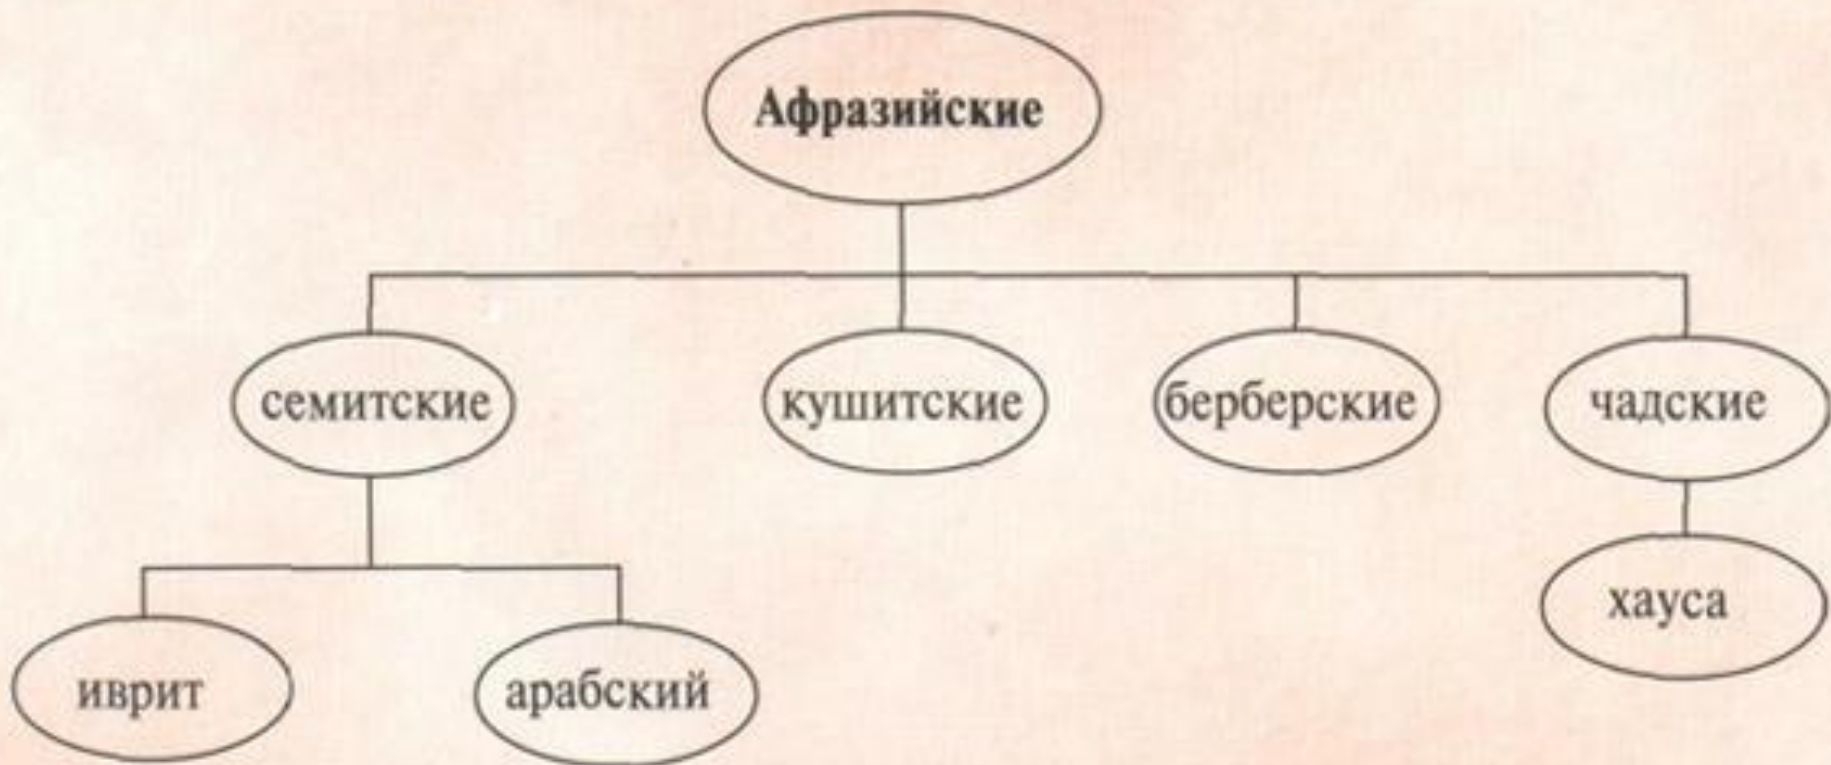 Афразийские
семитские
кушитские
берберские
чадские
хауса
иврит
арабский